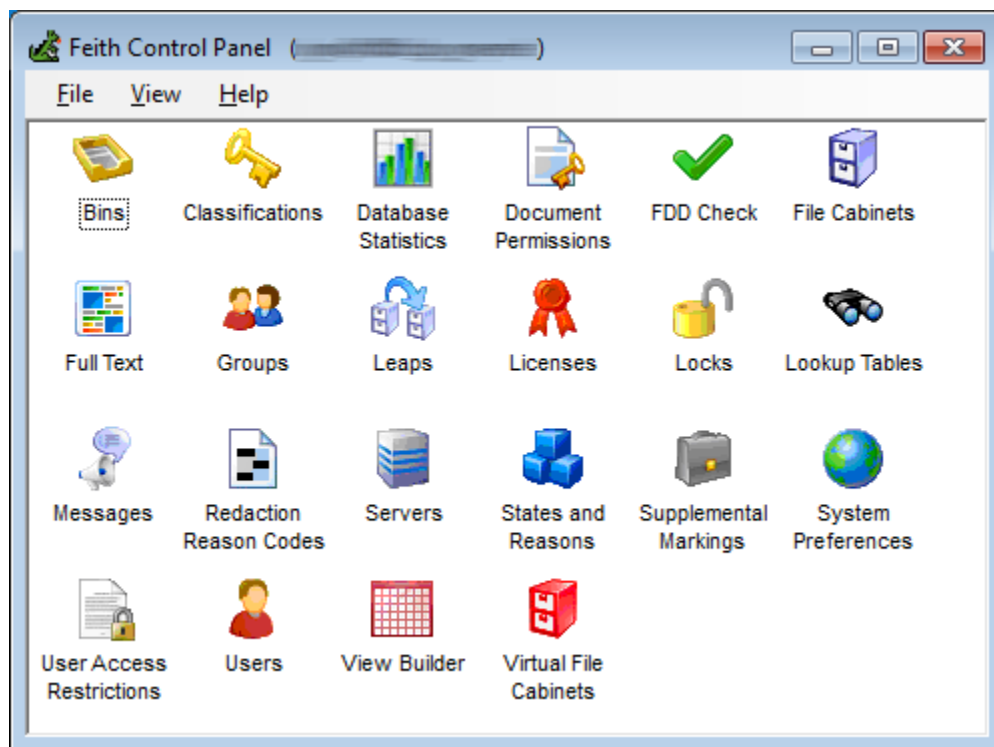 Feith Control Panel ( )
File View Help
Bins Classifications Database Document FDD Check File Cabinets
Statistics Permissions
Full Text Groups Leaps Licenses Locks Lookup Tables
Messages Redaction Servers States and Supplemental System
Reason Codes Reasons Markings Preferences
User Access Users View Builder Virtual File
Restrictions Cabinets